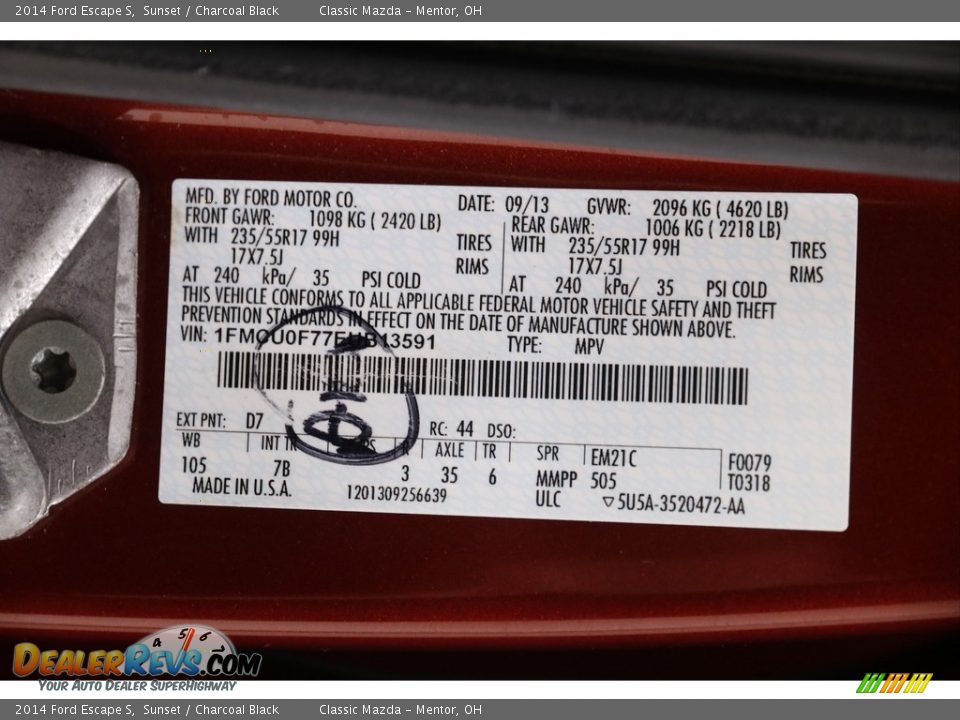 2014 Ford Escape S, Sunset / Charcoal Black Classic Mazda - Mentor, OH
MFD. BY FORD MOTOR CO. DATE: 09/13 GVWR: 2096 KG ( 4620 LB)
FRONT GAWR: 1098 KG ( 2420 LB) REAR GAWR: 1006 KG ( 2218 LB)
WITH 235/55R17 99H TIRES WITH 235/55R17 99H TIRES
17X7.5J RIMS 17X7.5J RIMS
AT 240 kPa/ 35 PSI COLD AT 240 kPa/ 35 PSI COLD
THIS VEHICLE CONFORMS TO ALL APPLICABLE FEDERAL MOTOR VEHICLE SAFETY AND THEFT
PREVENTION STANDARDS IN EFFECT ON THE DATE OF MANUFACTURE SHOWN ABOVE.
VIN: 1FMCU0F77EUB13591 TYPE: MPV
EXT PNT: D7 RC: 44 DSO:
WB INT TR AXLE TR SPR EM21C F0079
105 7B 3 35 6 MMPP 505 T0318
MADE IN U.S.A. 1201309256639 ULC ▽5U5A-3520472-AA
4 5 6
DEALERREVS.COM
YOUR AUTO DEALER SUPERHIGHWAY
2014 Ford Escape S, Sunset / Charcoal Black Classic Mazda - Mentor, OH